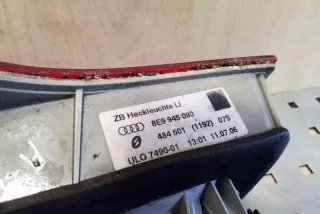 ZB Heckleuchte Li
8E9 945 093
484 501 (1192) 07S
ULO 7490-01 13:01 11.07.06